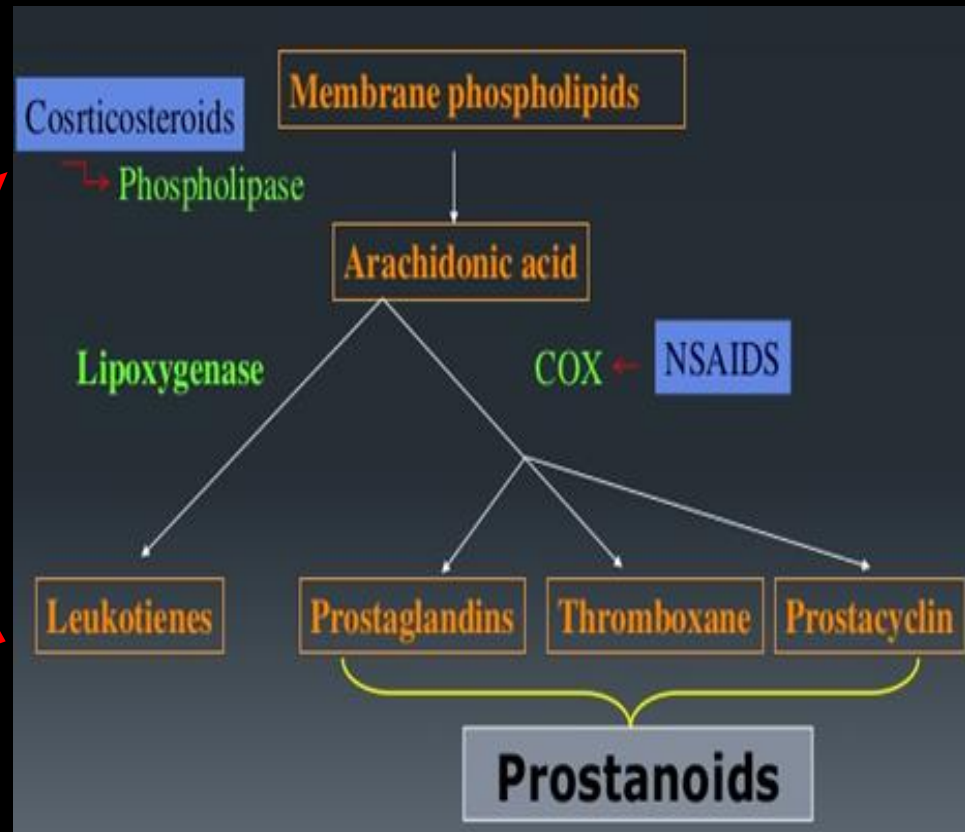 Membrane phospholipids
Cosrticosteroids
Phospholipase
Arachidonic acid
Lipoxygenase
COX
NSAIDS
Leukotienes
Prostaglandins
Thromboxane
Prostacyclin
Prostanoids